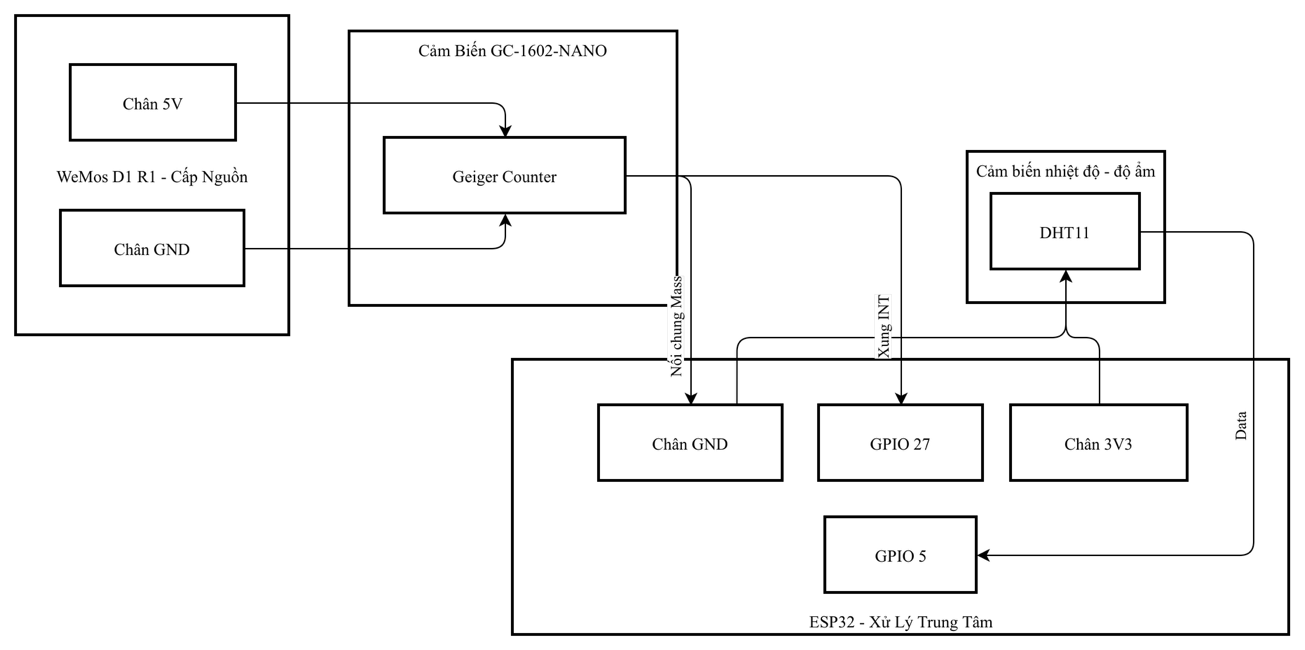 Chân 5V
WeMos D1 R1 - Cấp Nguồn
Chân GND
Cảm Biến GC-1602-NANO
Geiger Counter
Cảm biến nhiệt độ - độ ẩm
DHT11
Nối chung Mass
Xung INT
Data
Chân GND
GPIO 27
Chân 3V3
GPIO 5
ESP32 - Xử Lý Trung Tâm